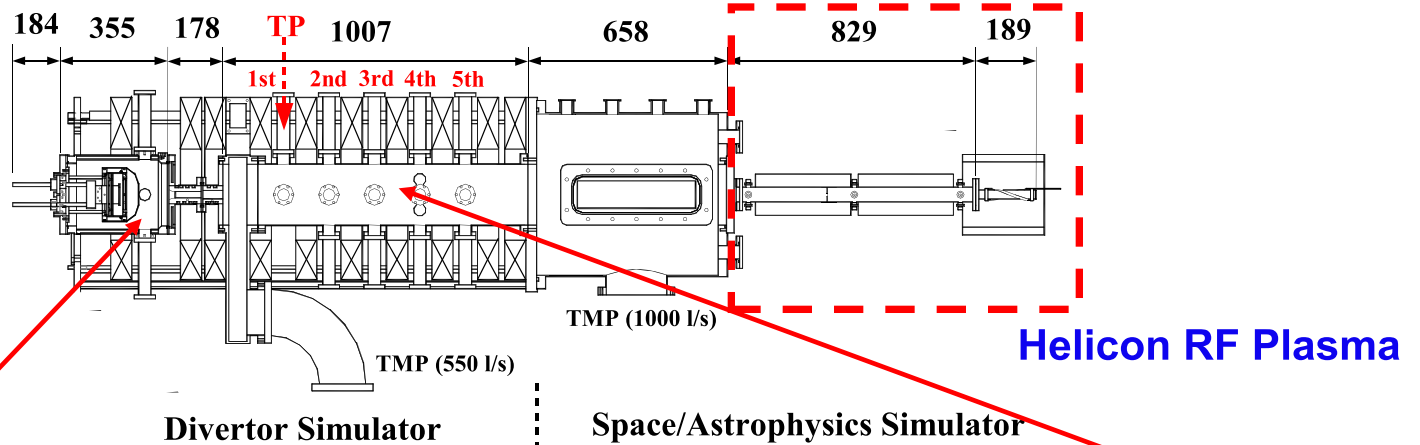 184 355 178 TP 1007 658 829 189
1st 2nd 3rd 4th 5th
TMP (1000 l/s)
Helicon RF Plasma
TMP (550 l/s)
Divertor Simulator
Space/Astrophysics Simulator